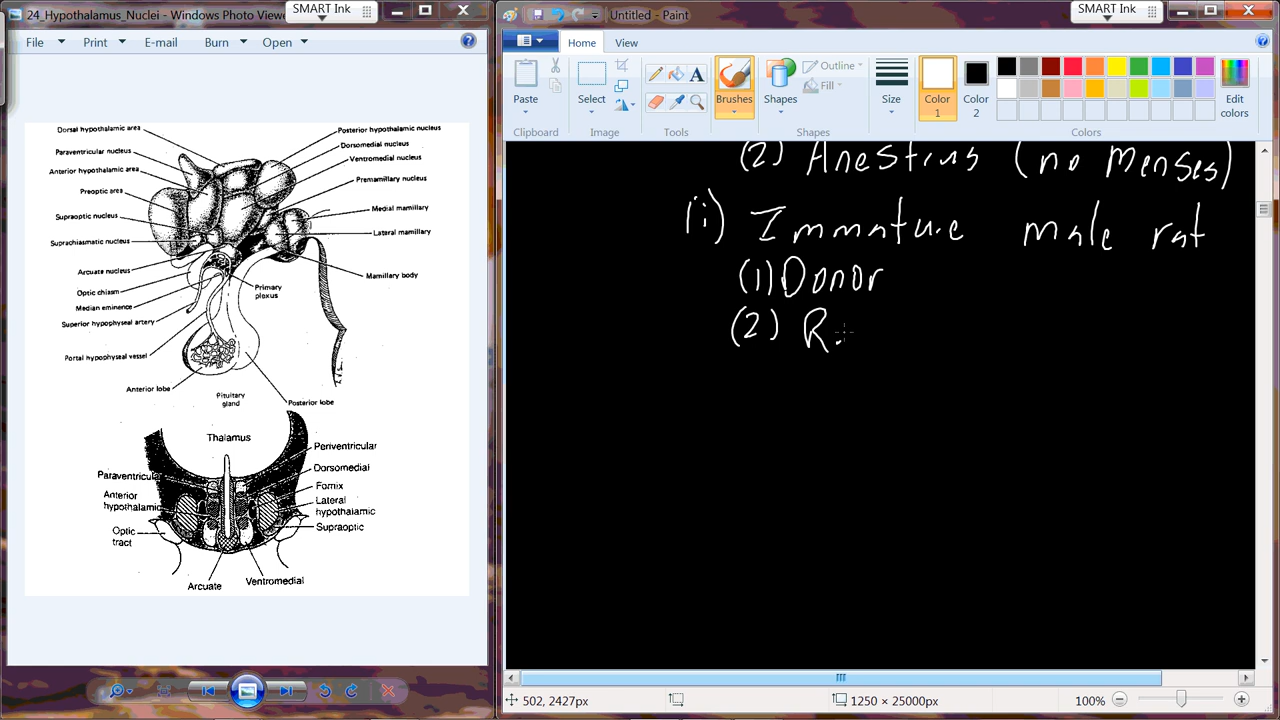 24_Hypothalamus_Nuclei - Windows Photo Viewer
SMART Ink
File Print E-mail Burn Open
Dorsal hypothalamic area
Paraventricular nucleus
Anterior hypothalamic area
Preoptic area
Supraoptic nucleus
Suprachiasmatic nucleus
Arcuate nucleus
Optic chiasm
Median eminence
Superior hypophyseal artery
Portal hypophyseal vessel
Anterior lobe
Posterior hypothalamic nucleus
Dorsomedial nucleus
Ventromedial nucleus
Premamillary nucleus
Medial mamillary
Lateral mamillary
Mamillary body
Primary
plexus
Pituitary
gland
Posterior lobe
Thalamus
Paraventricular
Anterior
hypothalamic
Optic
tract
Arcuate
Periventricular
Dorsomedial
Fornix
Lateral
hypothalamic
Supraoptic
Ventromedial
Untitled - Paint
SMART Ink
Home View
Paste
Clipboard
Select
Image
Tools
Brushes
Shapes
Outline
Fill
Shapes
Size
Color
1
Color
2
Edit
colors
Colors
(2) Anestrus (no Menses)
(ii) Immature male rat
(1) Donor
(2) R
502, 2427px
1250 × 25000px
100%